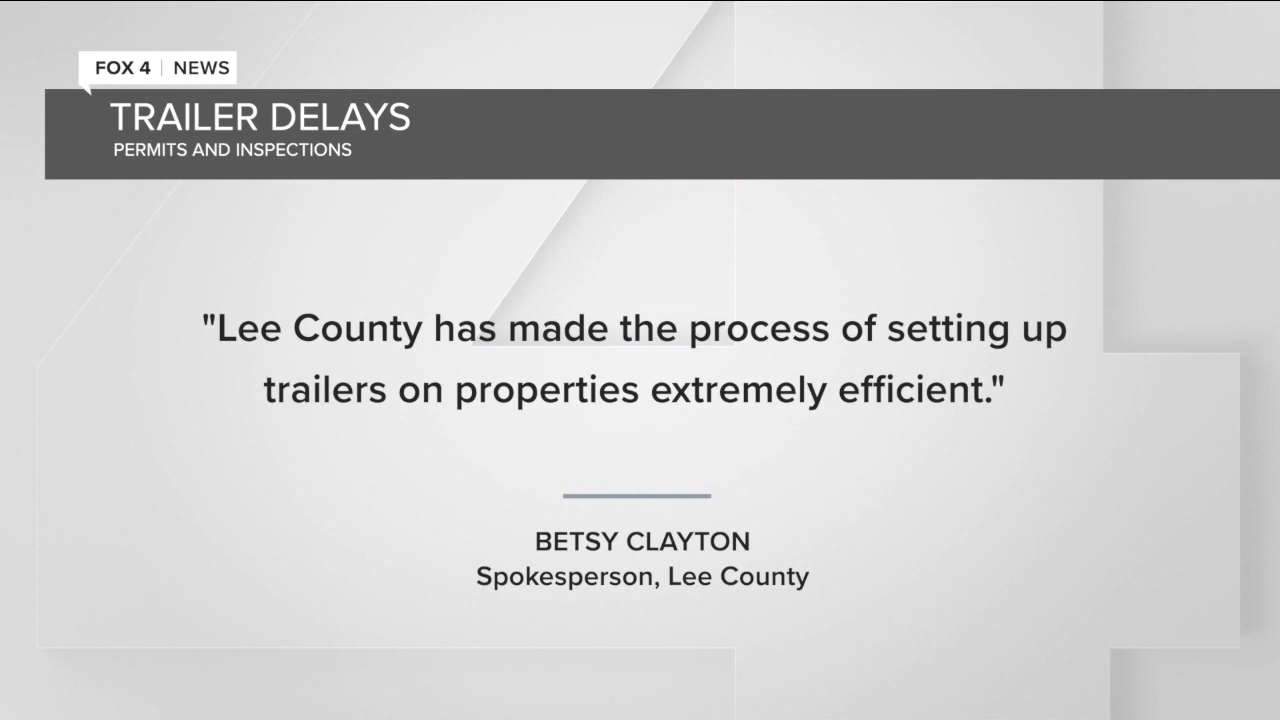 FOX 4 | NEWS
TRAILER DELAYS
PERMITS AND INSPECTIONS
"Lee County has made the process of setting up
trailers on properties extremely efficient."
BETSY CLAYTON
Spokesperson, Lee County